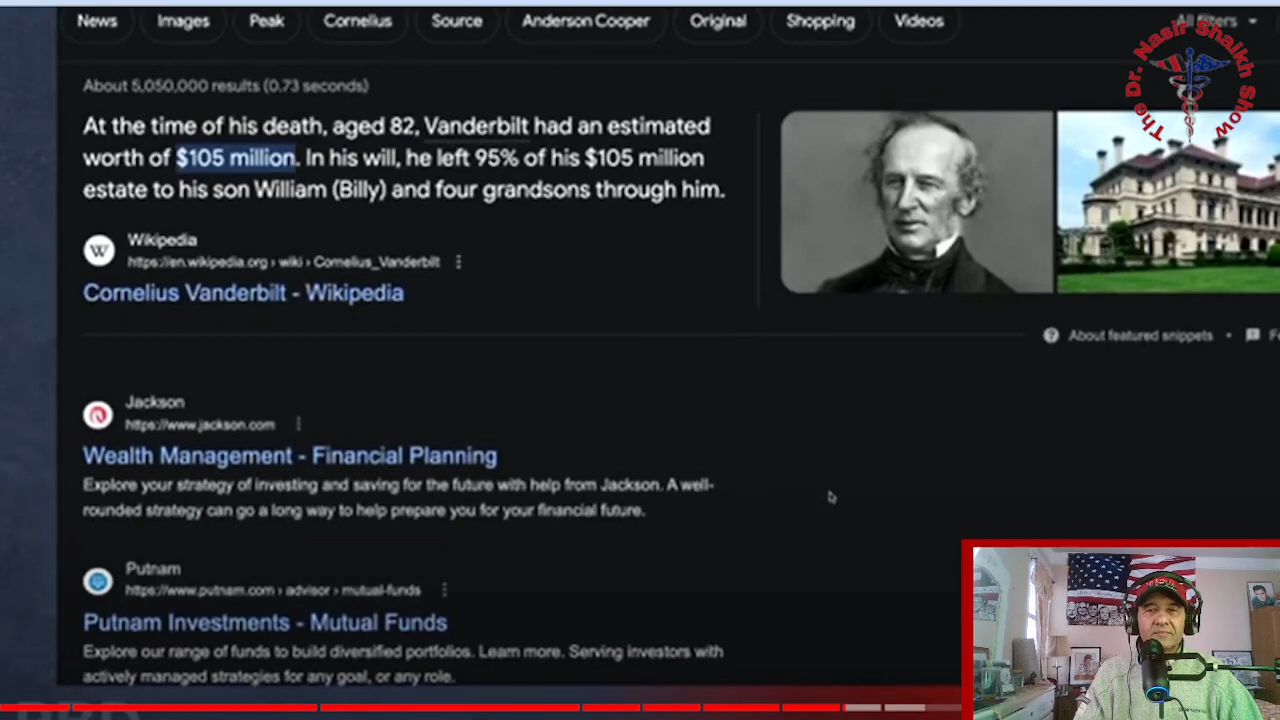 News Images Peak Cornelius Source Anderson Cooper Original Shopping Videos All filters
The Dr. Nasir Shaikh Show
About 5,050,000 results (0.73 seconds)
At the time of his death, aged 82, Vanderbilt had an estimated
worth of $105 million. In his will, he left 95% of his $105 million
estate to his son William (Billy) and four grandsons through him.
W
Wikipedia
https://en.wikipedia.org › wiki › Cornelius_Vanderbilt
Cornelius Vanderbilt - Wikipedia
About featured snippets
Jackson
https://www.jackson.com
Wealth Management - Financial Planning
Explore your strategy of investing and saving for the future with help from Jackson. A well-
rounded strategy can go a long way to help prepare you for your financial future.
Putnam
https://www.putnam.com › advisor › mutual-funds
Putnam Investments - Mutual Funds
Explore our range of funds to build diversified portfolios. Learn more. Serving investors with
actively managed strategies for any goal, or any role.